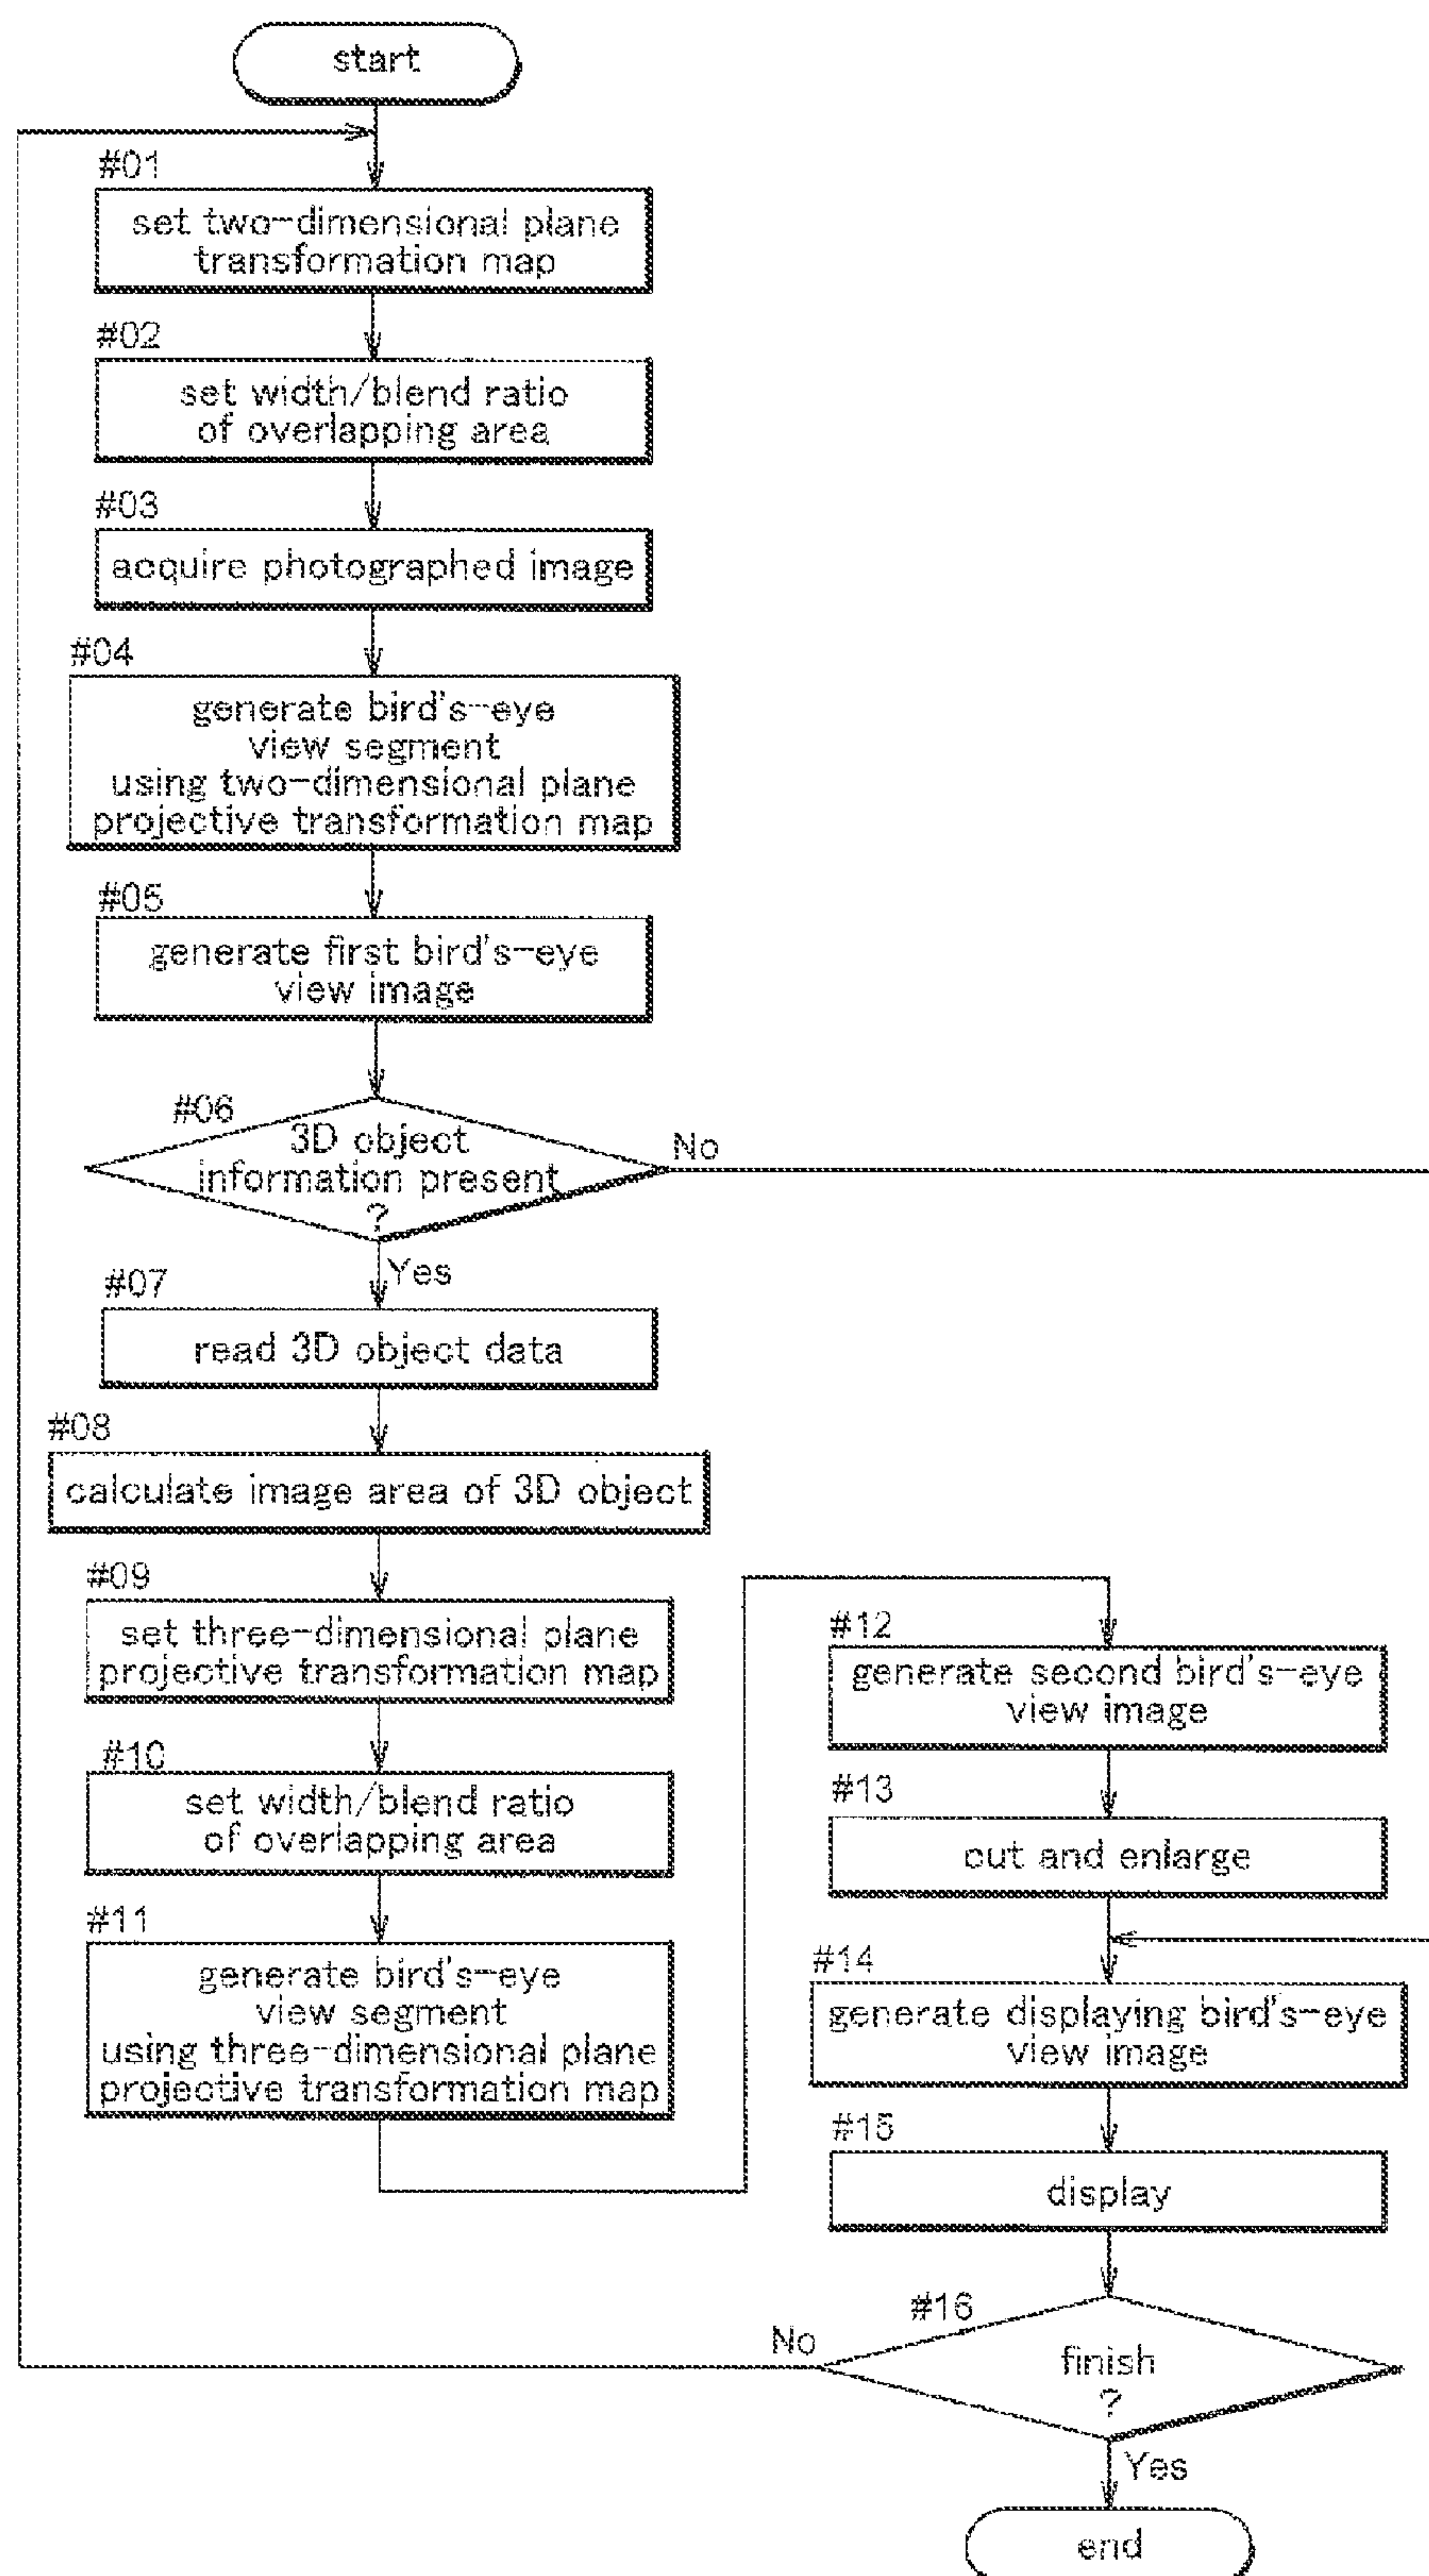 start
#01
set two-dimensional plane
transformation map
#02
set width/blend ratio
of overlapping area
#03
acquire photographed image
#04
generate bird's-eye
view segment
using two-dimensional plane
projective transformation map
#05
generate first bird's-eye
view image
#06
3D object
information present
?
No
Yes
#07
read 3D object data
#08
calculate image area of 3D object
#09
set three-dimensional plane
projective transformation map
#10
set width/blend ratio
of overlapping area
#11
generate bird's-eye
view segment
using three-dimensional plane
projective transformation map
#12
generate second bird's-eye
view image
#13
cut and enlarge
#14
generate displaying bird's-eye
view image
#15
display
#16
finish
?
No
Yes
end